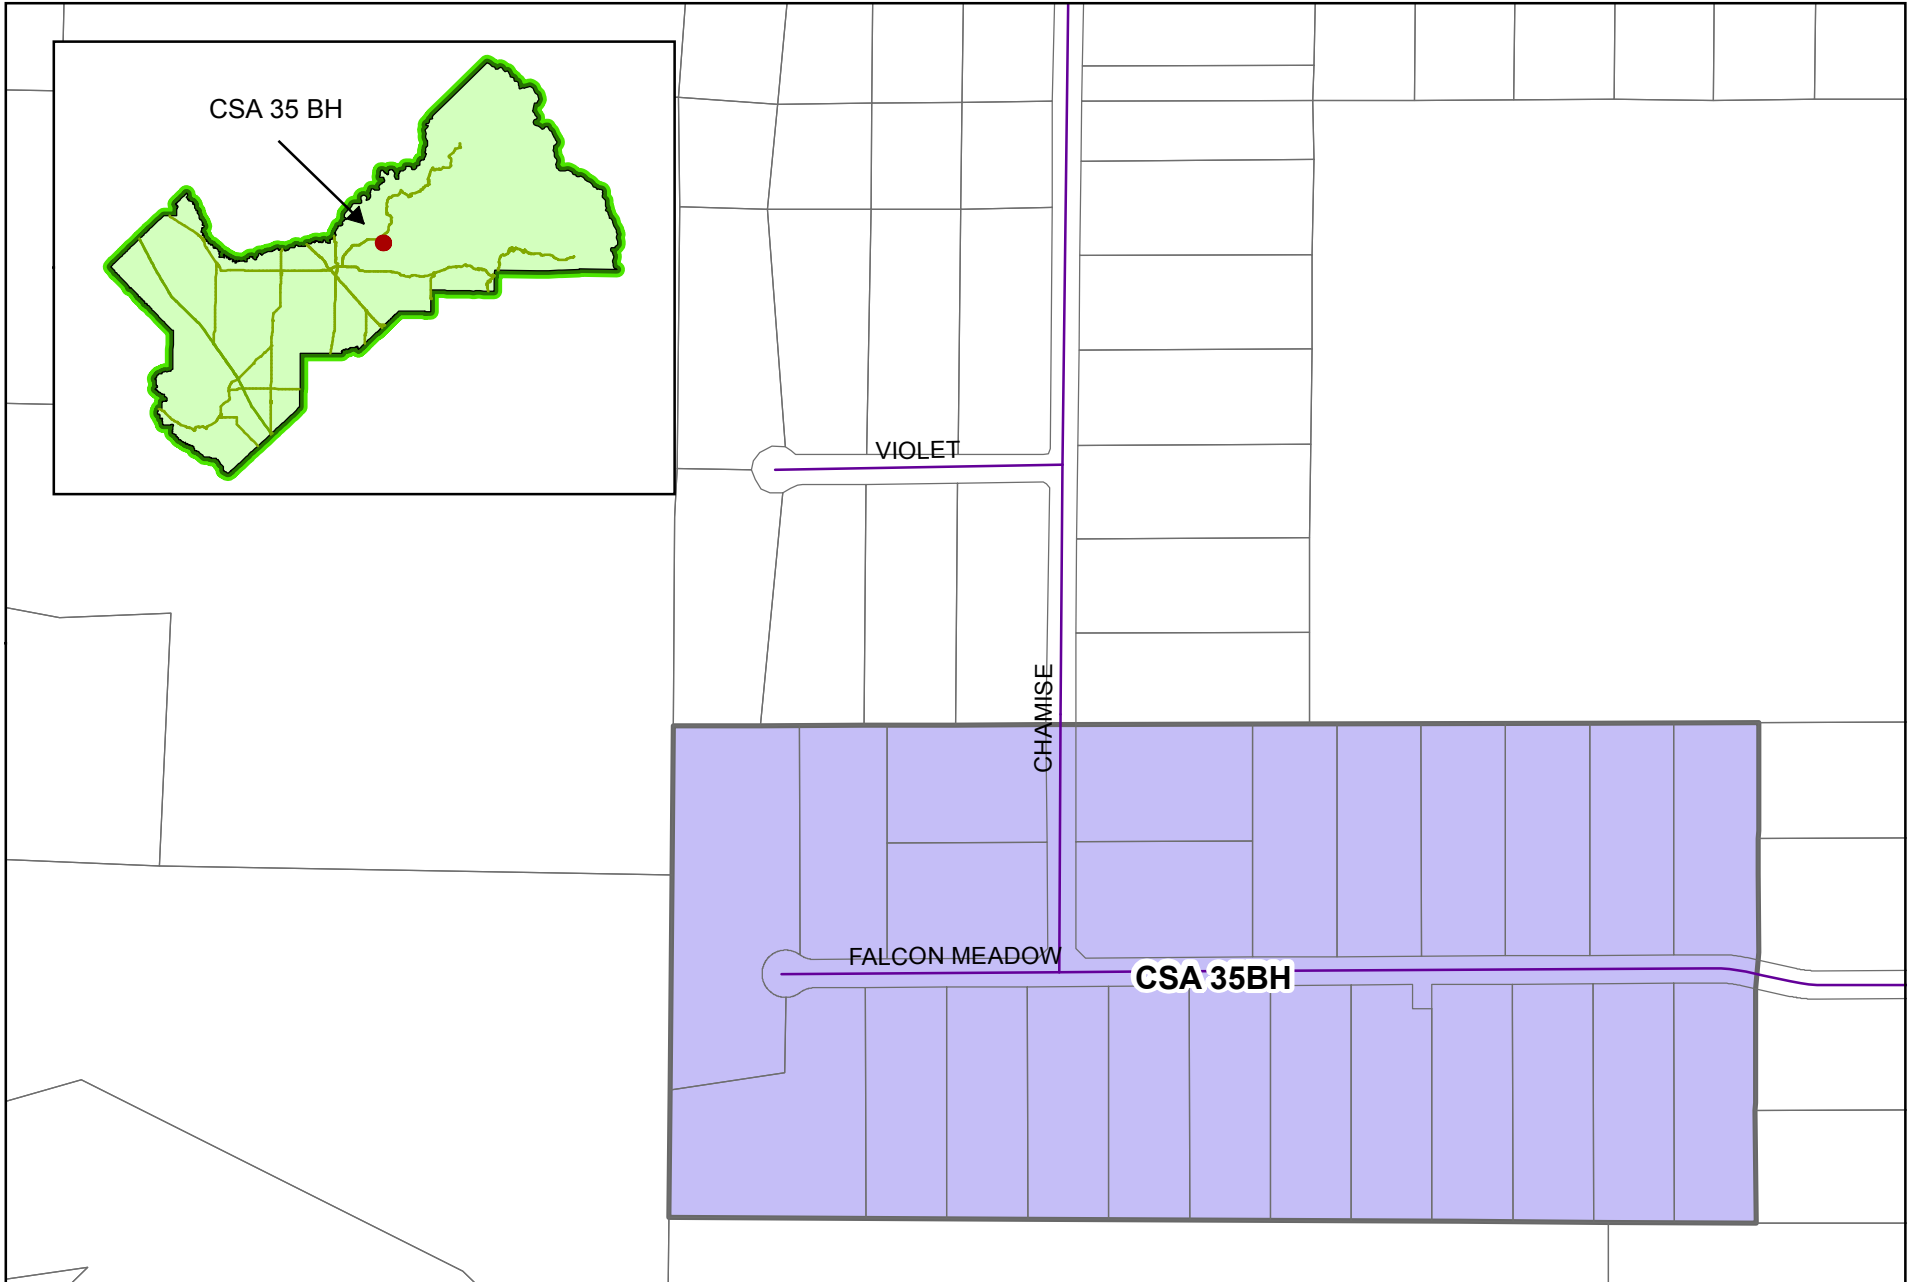 CSA 35 BH
VIOLET
CHAMISE
FALCON MEADOW
CSA 35BH